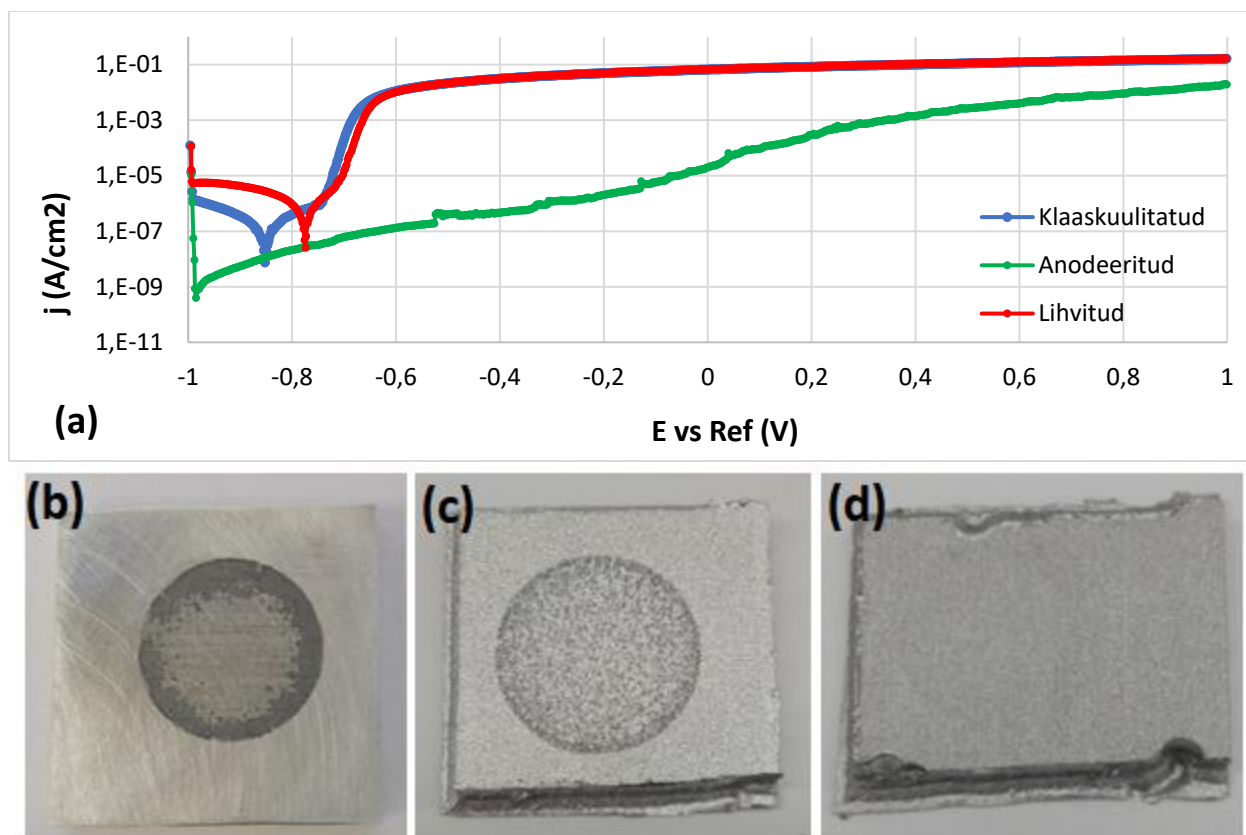 1,E-01
1,E-03
1,E-05
1,E-07
1,E-09
1,E-11
j (A/cm2)
-1 -0,8 -0,6 -0,4 -0,2 0 0,2 0,4 0,6 0,8 1
E vs Ref (V)
Klaaskuulitatud
Anodeeritud
Lihvitud
(a)
(b) (c) (d)